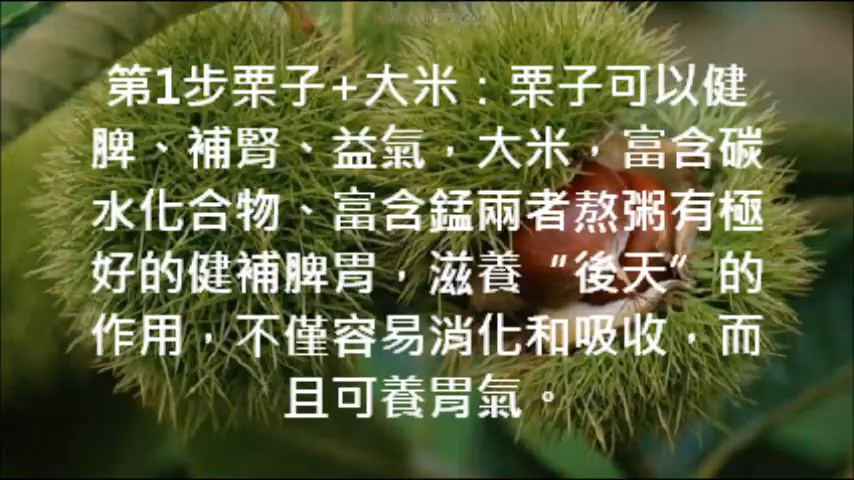 第1步栗子+大米：栗子可以健
脾、補腎、益氣，大米，富含碳
水化合物、富含錳兩者熬粥有極
好的健補脾胃，滋養“後天”的
作用，不僅容易消化和吸收，而
且可養胃氣。